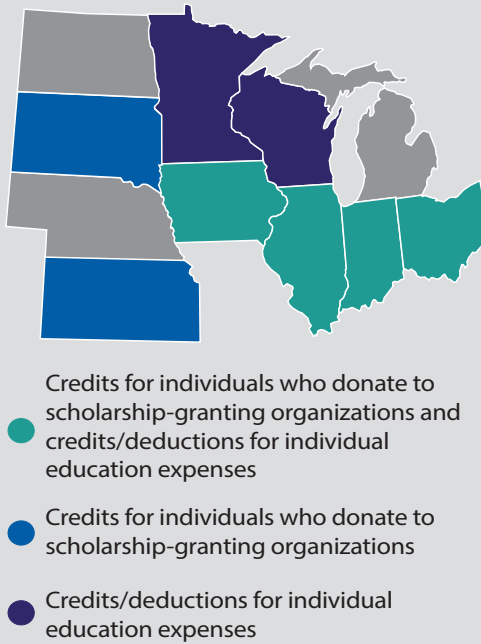 Credits for individuals who donate to
scholarship-granting organizations and
credits/deductions for individual
education expenses
Credits for individuals who donate to
scholarship-granting organizations
Credits/deductions for individual
education expenses